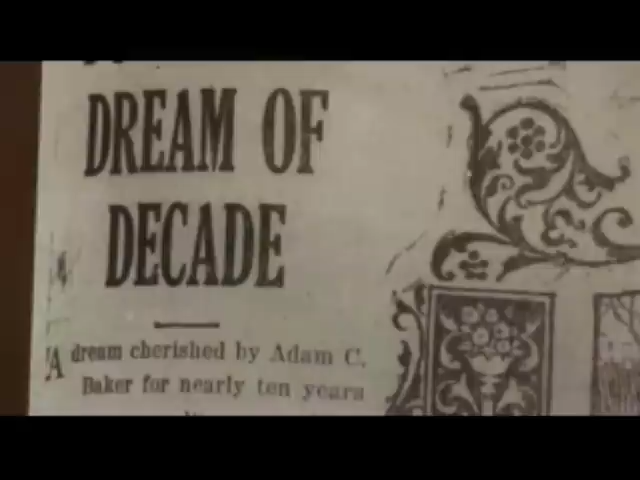 DREAM OF
DECADE
A dream cherished by Adam C.
Baker for nearly ten years